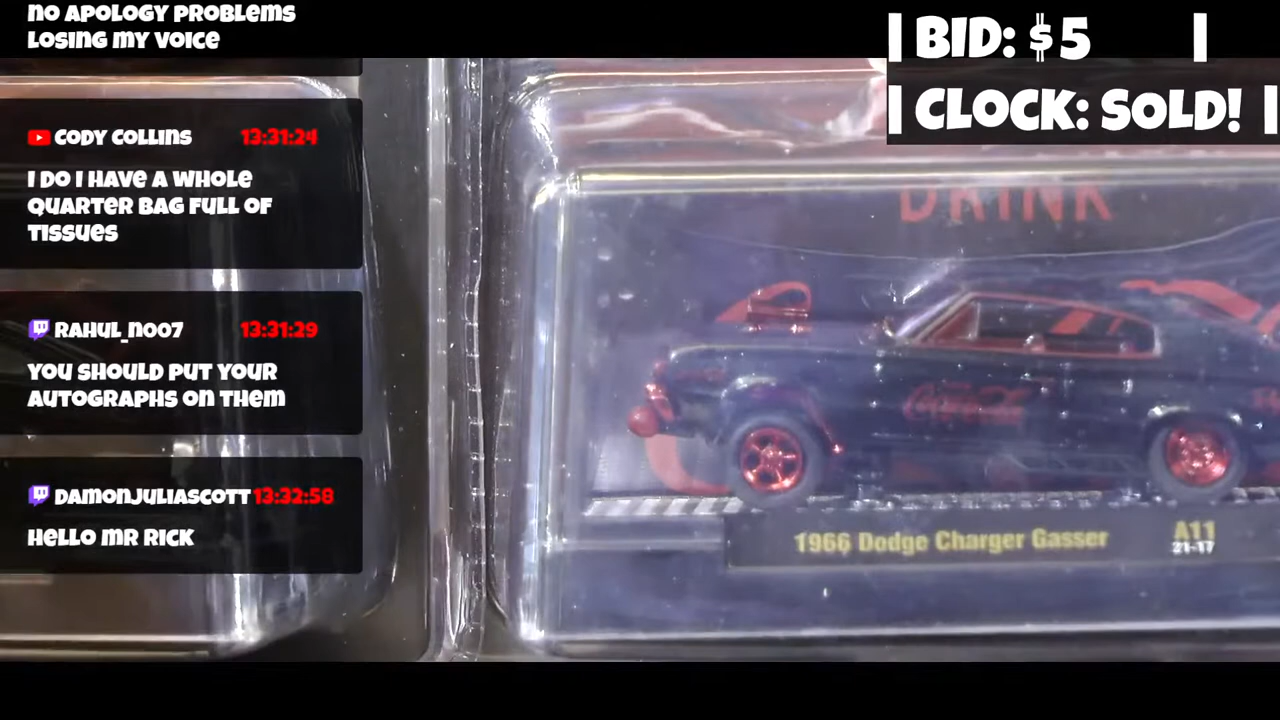 NO APOLOGY PROBLEMS
LOSING MY VOICE
| BID: $5 |
| CLOCK: SOLD! |
CODY COLLINS 13:31:24
I DO I HAVE A WHOLE
QUARTER BAG FULL OF
TISSUES
RAHUL_N007 13:31:29
YOU SHOULD PUT YOUR
AUTOGRAPHS ON THEM
DAMONJULIASCOTT 13:32:58
HELLO MR RICK
DRINK
Coca-Cola
1966 Dodge Charger Gasser A11
21-17